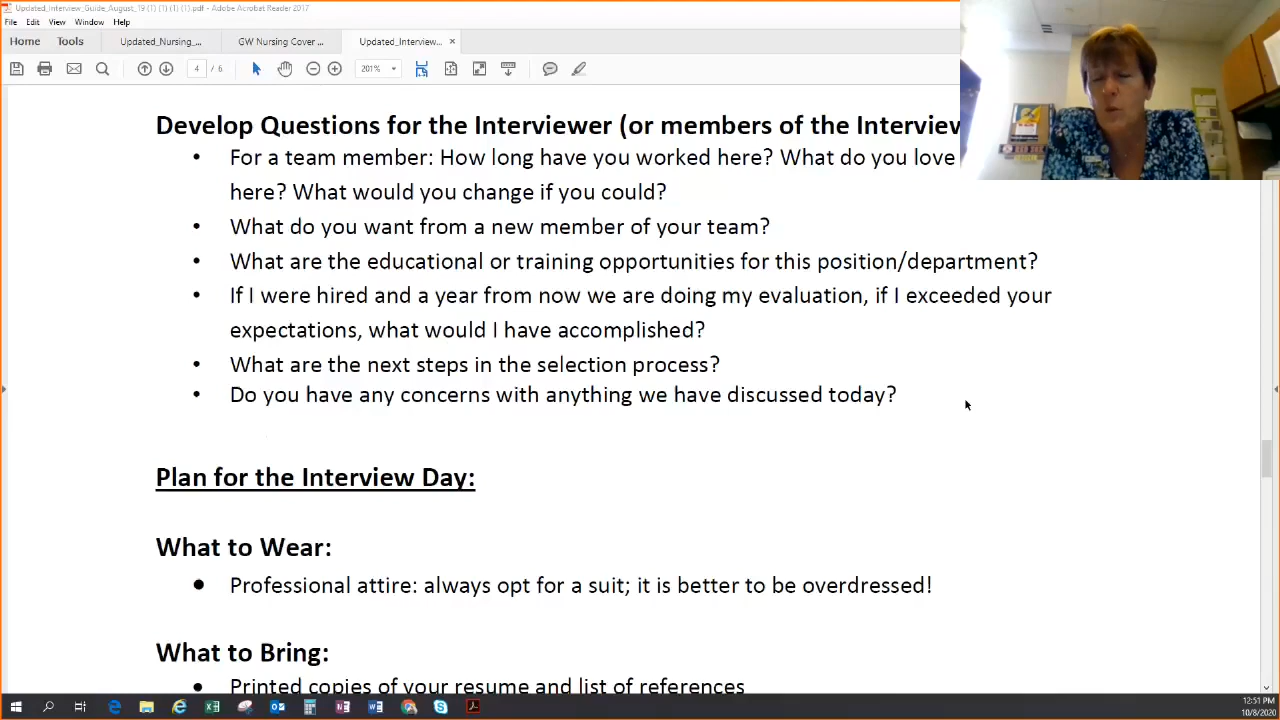 Updated_Interview_Guide_August_19 (1) (1) (1) (1).pdf - Adobe Acrobat Reader 2017
File Edit View Window Help
Home Tools Updated_Nursing_... GW Nursing Cover ... Updated_Interview... ×
4 / 6 201%
Develop Questions for the Interviewer (or members of the Interview
• For a team member: How long have you worked here? What do you love
here? What would you change if you could?
• What do you want from a new member of your team?
• What are the educational or training opportunities for this position/department?
• If I were hired and a year from now we are doing my evaluation, if I exceeded your
expectations, what would I have accomplished?
• What are the next steps in the selection process?
• Do you have any concerns with anything we have discussed today?
Plan for the Interview Day:
What to Wear:
• Professional attire: always opt for a suit; it is better to be overdressed!
What to Bring:
• Printed copies of your resume and list of references
12:51 PM
10/8/2020